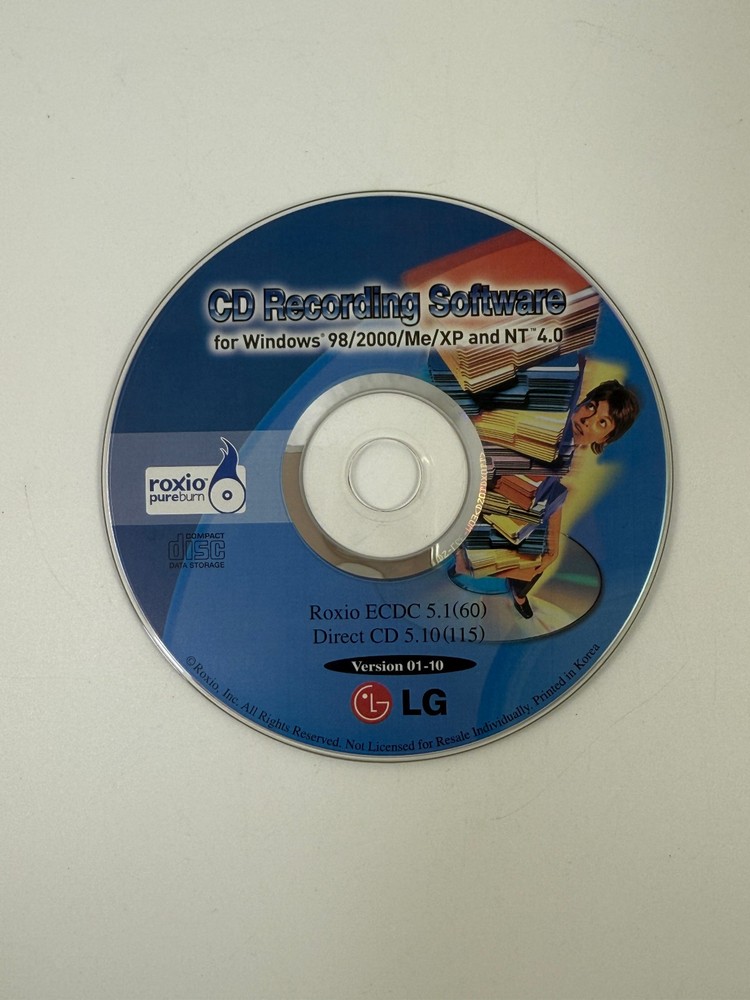 CD Recording Software
for Windows® 98/2000/Me/XP and NT™ 4.0
roxio™
pureburn
COMPACT
disc
DATA STORAGE
Roxio ECDC 5.1(60)
Direct CD 5.10(115)
Version 01-10
LG
©Roxio, Inc. All Rights Reserved. Not Licensed for Resale Individually. Printed in Korea